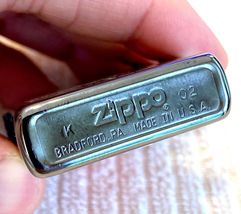 K Zippo ® 02
BRADFORD, PA. MADE IN U.S.A.